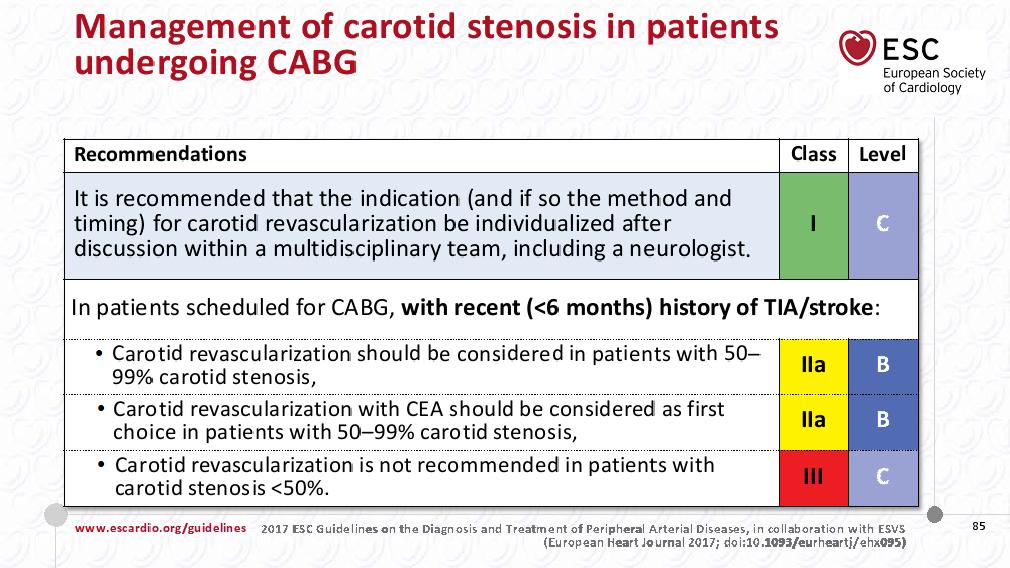 Management of carotid stenosis in patients
undergoing CABG
ESC
European Society
of Cardiology
Recommendations Class Level
It is recommended that the indication (and if so the method and
timing) for carotid revascularization be individualized after
discussion within a multidisciplinary team, including a neurologist.
I C
In patients scheduled for CABG, with recent (<6 months) history of TIA/stroke:
• Carotid revascularization should be considered in patients with 50–
99% carotid stenosis,
IIa B
• Carotid revascularization with CEA should be considered as first
choice in patients with 50–99% carotid stenosis,
IIa B
• Carotid revascularization is not recommended in patients with
carotid stenosis <50%.
III C
www.escardio.org/guidelines
2017 ESC Guidelines on the Diagnosis and Treatment of Peripheral Arterial Diseases, in collaboration with ESVS
(European Heart Journal 2017; doi:10.1093/eurheartj/ehx095)
85